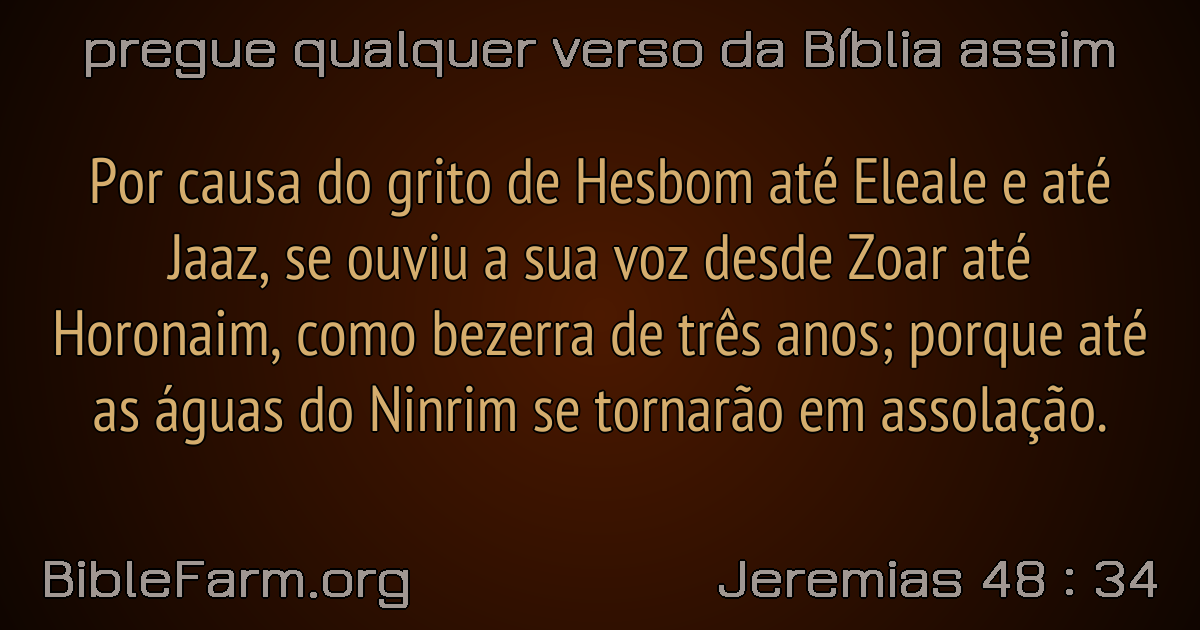 pregue qualquer verso da Bíblia assim
Por causa do grito de Hesbom até Eleale e até
Jaaz, se ouviu a sua voz desde Zoar até
Horonaim, como bezerra de três anos; porque até
as águas do Ninrim se tornarão em assolação.
BibleFarm.org
Jeremias 48 : 34